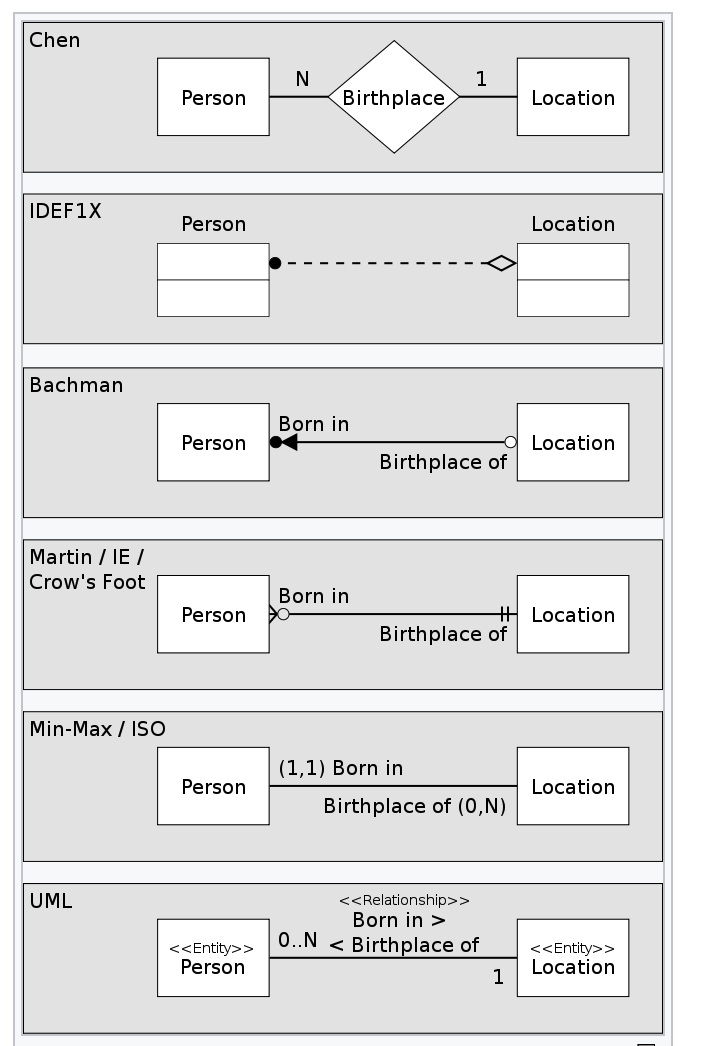 Chen
Person
N
Birthplace
1
Location
IDEF1X
Person
Location
Bachman
Person
Born in
Birthplace of
Location
Martin / IE /
Crow's Foot
Person
Born in
Birthplace of
Location
Min-Max / ISO
Person
(1,1) Born in
Birthplace of (0,N)
Location
UML
<<Entity>>
Person
0..N
<<Relationship>>
Born in >
< Birthplace of
1
<<Entity>>
Location